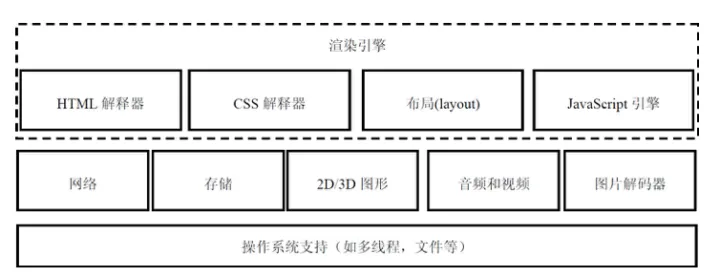 渲染引擎
HTML 解释器 CSS 解释器 布局(layout) JavaScript 引擎
网络 存储 2D/3D 图形 音频和视频 图片解码器
操作系统支持（如多线程，文件等）